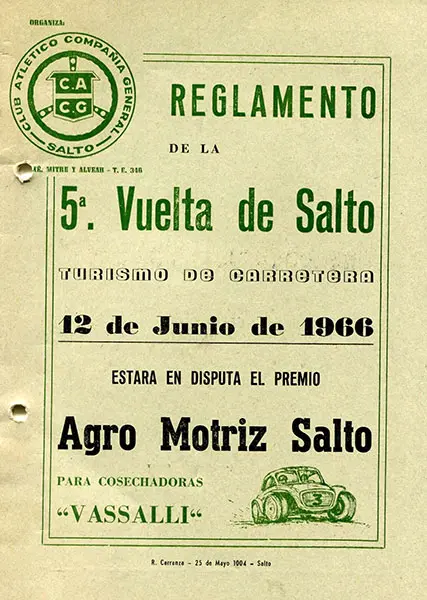 ORGANIZA:
CLUB ATLETICO COMPAÑIA GENERAL
C.A.
C.G.
SALTO
MITRE Y ALVEAR - T. E. 346
REGLAMENTO
DE LA
5ª. Vuelta de Salto
TURISMO DE CARRETERA
12 de Junio de 1966
ESTARA EN DISPUTA EL PREMIO
Agro Motriz Salto
PARA COSECHADORAS
"VASSALLI"
3
R. Carranza - 25 de Mayo 1004 - Salto